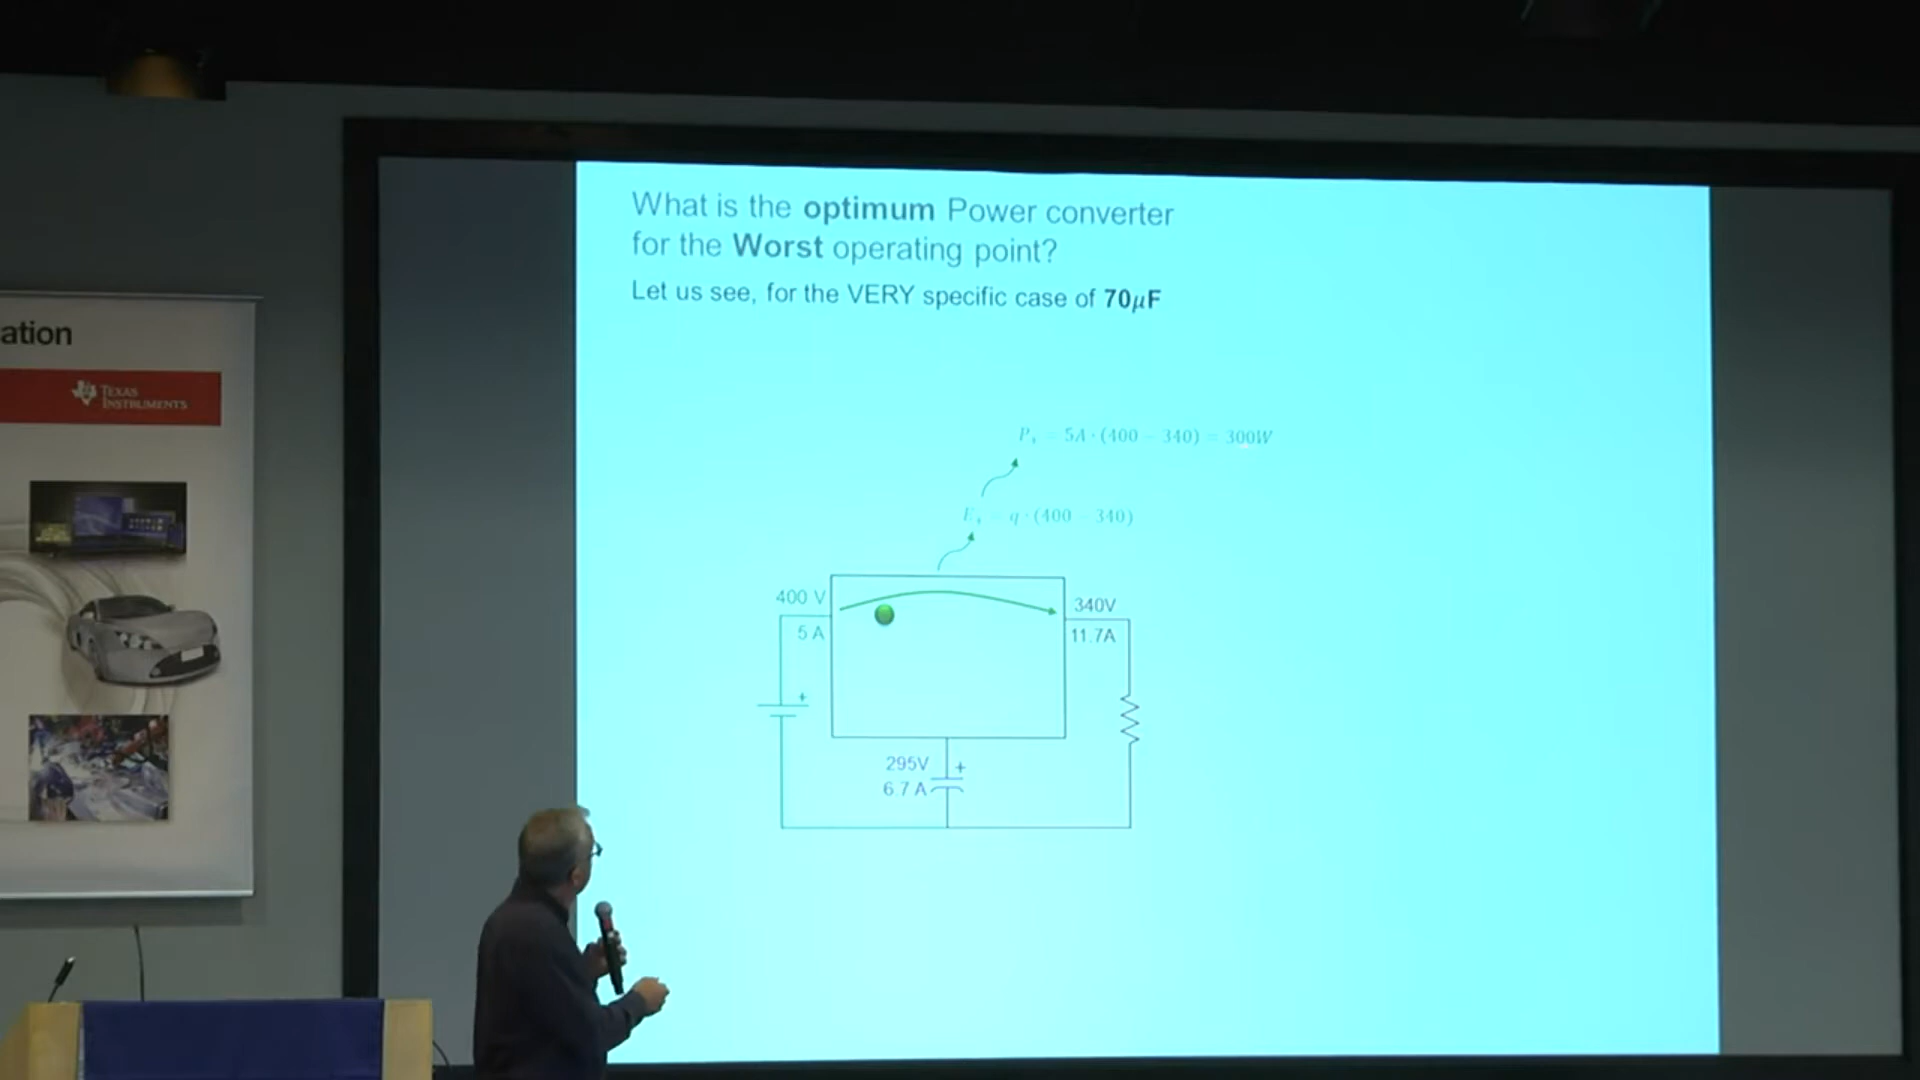 What is the optimum Power converter
for the Worst operating point?
Let us see, for the VERY specific case of 70μF
P₁ = 5A · (400 − 340) = 300W
E₁ = q · (400 − 340)
400 V
5 A
340V
11.7A
+
295V
+
6.7 A
ation
TEXAS
INSTRUMENTS